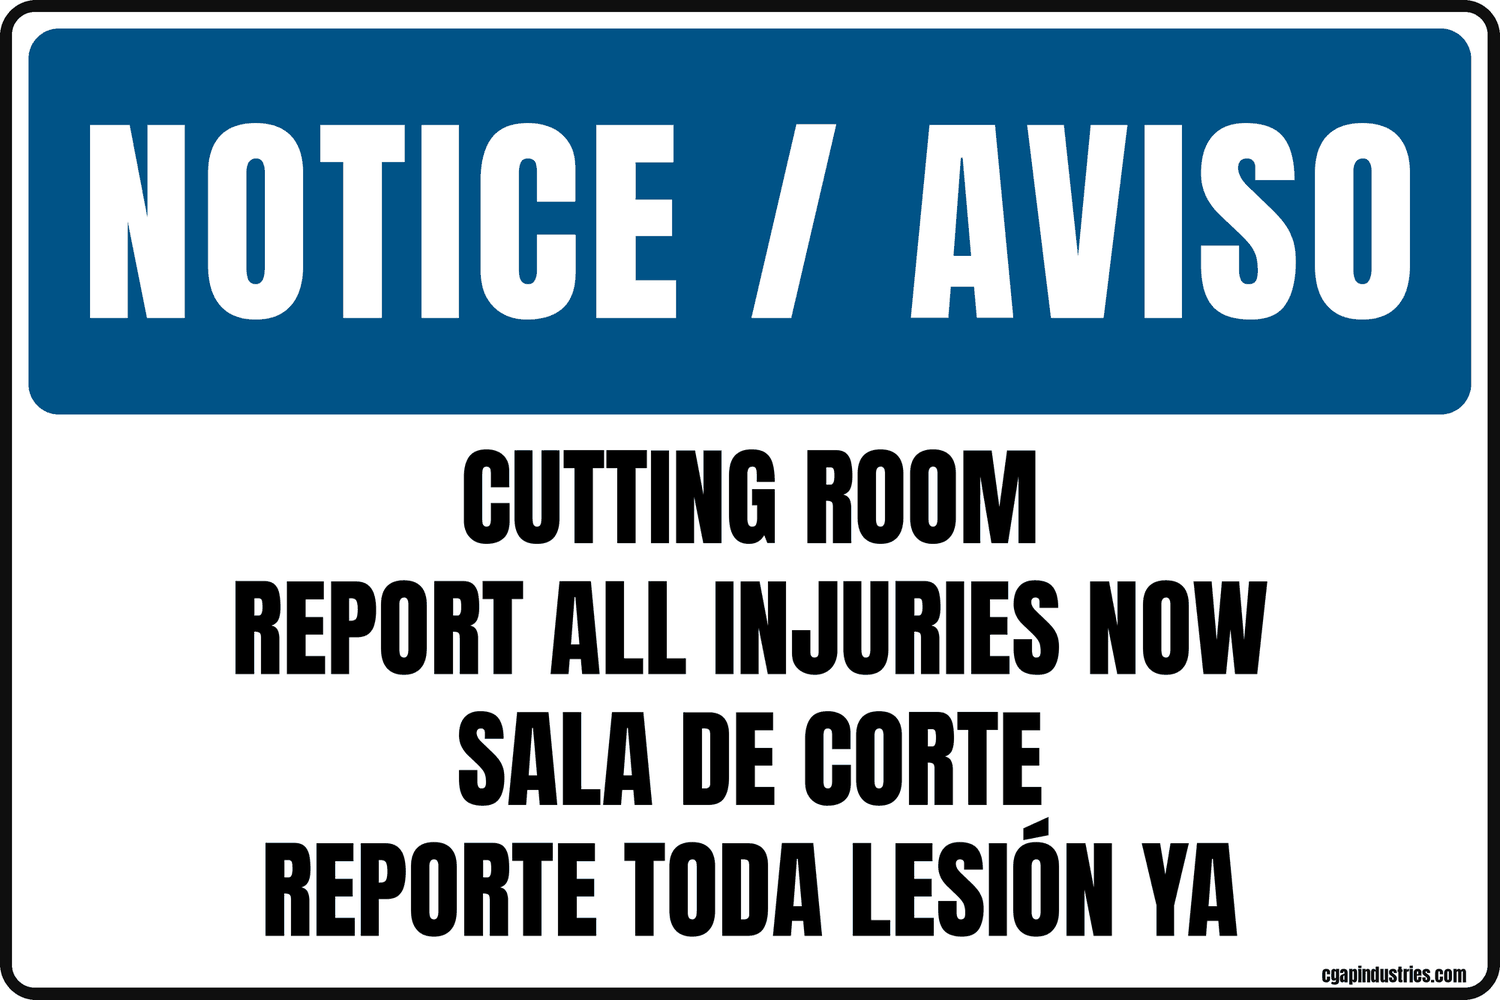 NOTICE / AVISO
CUTTING ROOM
REPORT ALL INJURIES NOW
SALA DE CORTE
REPORTE TODA LESIÓN YA
cgapindustries.com